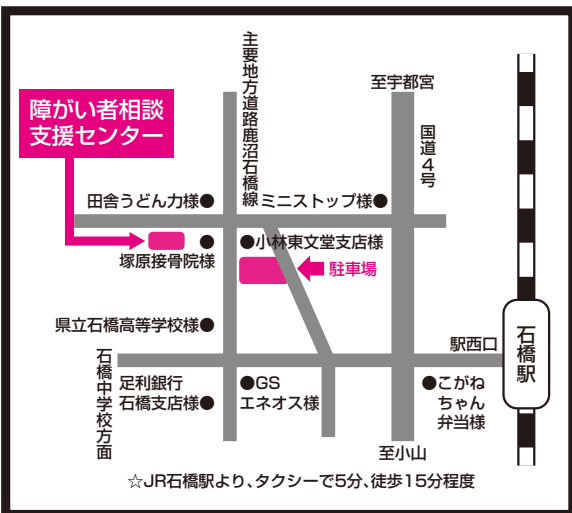 主要地方道路鹿沼石橋線
至宇都宮
国道4号
障がい者相談
支援センター
田舎うどん力様●
ミニストップ様●
●小林東文堂支店様
塚原接骨院様
駐車場
県立石橋高等学校様●
駅西口
石橋駅
石橋中学校方面
足利銀行
石橋支店様●
●GS
エネオス様
●こがね
ちゃん
弁当様
至小山
☆JR石橋駅より、タクシーで5分、徒歩15分程度